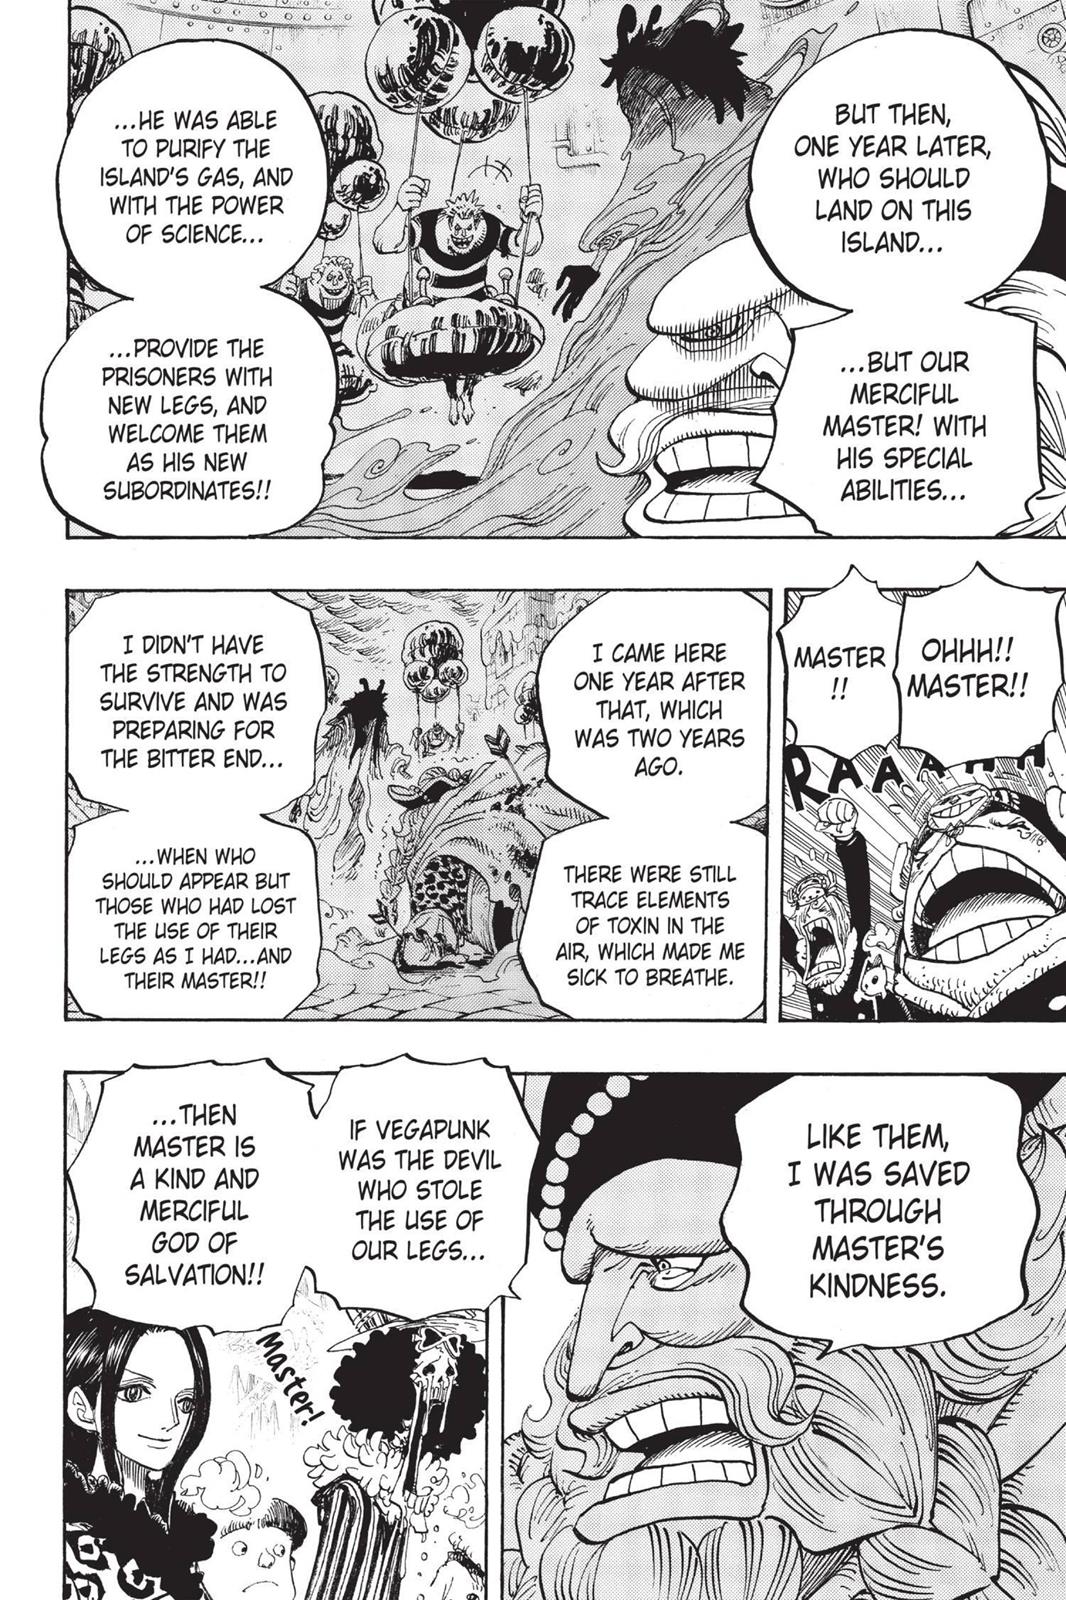 BUT THEN,
ONE YEAR LATER,
WHO SHOULD
LAND ON THIS
ISLAND...
...BUT OUR
MERCIFUL
MASTER! WITH
HIS SPECIAL
ABILITIES...
...HE WAS ABLE
TO PURIFY THE
ISLAND'S GAS, AND
WITH THE POWER
OF SCIENCE...
...PROVIDE THE
PRISONERS WITH
NEW LEGS, AND
WELCOME THEM
AS HIS NEW
SUBORDINATES!!
OHHH!!
MASTER!!
MASTER
!!
RAAAHH
I CAME HERE
ONE YEAR AFTER
THAT, WHICH
WAS TWO YEARS
AGO.
THERE WERE STILL
TRACE ELEMENTS
OF TOXIN IN THE
AIR, WHICH MADE ME
SICK TO BREATHE.
I DIDN'T HAVE
THE STRENGTH TO
SURVIVE AND WAS
PREPARING FOR
THE BITTER END...
...WHEN WHO
SHOULD APPEAR BUT
THOSE WHO HAD LOST
THE USE OF THEIR
LEGS AS I HAD...AND
THEIR MASTER!!
LIKE THEM,
I WAS SAVED
THROUGH
MASTER'S
KINDNESS.
IF VEGAPUNK
WAS THE DEVIL
WHO STOLE
THE USE OF
OUR LEGS...
...THEN
MASTER IS
A KIND AND
MERCIFUL
GOD OF
SALVATION!!
Master!